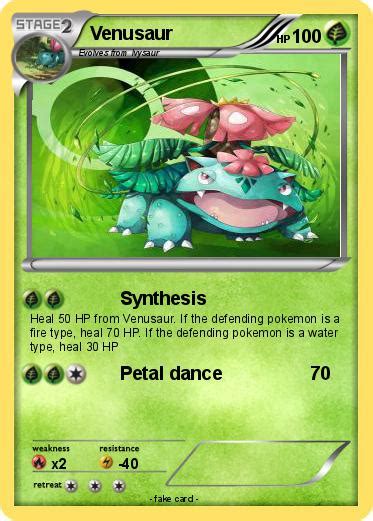 STAGE2 Venusaur HP 100
Evolves from Ivysaur
Synthesis
Heal 50 HP from Venusaur. If the defending pokemon is a
fire type, heal 70 HP. If the defending pokemon is a water
type, heal 30 HP
Petal dance 70
weakness resistance
x2 -40
retreat
- fake card -